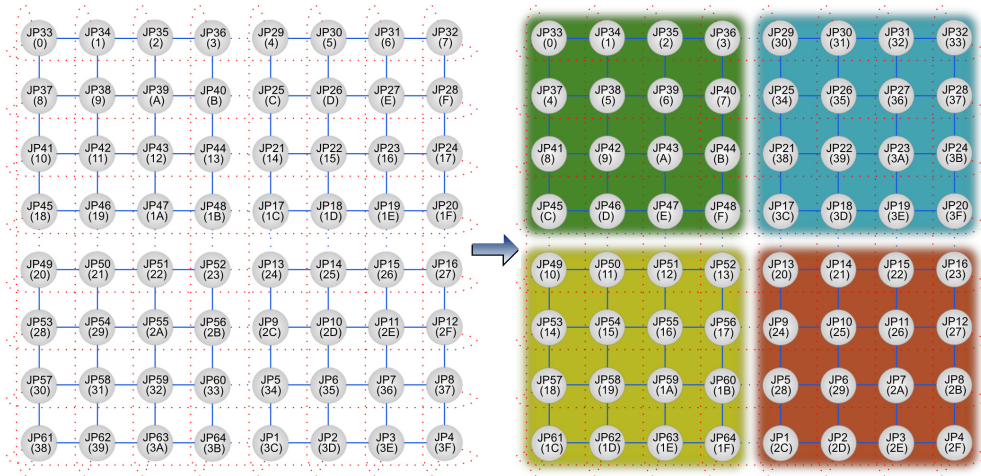 JP33 JP34 JP35 JP36 JP29 JP30 JP31 JP32 JP33 JP34 JP35 JP36 JP29 JP30 JP31 JP32
(0) (1) (2) (3) (4) (5) (6) (7) (0) (1) (2) (3) (30) (31) (32) (33)
JP37 JP38 JP39 JP40 JP25 JP26 JP27 JP28 JP37 JP38 JP39 JP40 JP25 JP26 JP27 JP28
(8) (9) (A) (B) (C) (D) (E) (F) (4) (5) (6) (7) (34) (35) (36) (37)
JP41 JP42 JP43 JP44 JP21 JP22 JP23 JP24 JP41 JP42 JP43 JP44 JP21 JP22 JP23 JP24
(10) (11) (12) (13) (14) (15) (16) (17) (8) (9) (A) (B) (38) (39) (3A) (3B)
JP45 JP46 JP47 JP48 JP17 JP18 JP19 JP20 JP45 JP46 JP47 JP48 JP17 JP18 JP19 JP20
(18) (19) (1A) (1B) (1C) (1D) (1E) (1F) (C) (D) (E) (F) (3C) (3D) (3E) (3F)
JP49 JP50 JP51 JP52 JP13 JP14 JP15 JP16 JP49 JP50 JP51 JP52 JP13 JP14 JP15 JP16
(20) (21) (22) (23) (24) (25) (26) (27) (10) (11) (12) (13) (20) (21) (22) (23)
JP53 JP54 JP55 JP56 JP9 JP10 JP11 JP12 JP53 JP54 JP55 JP56 JP9 JP10 JP11 JP12
(28) (29) (2A) (2B) (2C) (2D) (2E) (2F) (14) (15) (16) (17) (24) (25) (26) (27)
JP57 JP58 JP59 JP60 JP5 JP6 JP7 JP8 JP57 JP58 JP59 JP60 JP5 JP6 JP7 JP8
(30) (31) (32) (33) (34) (35) (36) (37) (18) (19) (1A) (1B) (28) (29) (2A) (2B)
JP61 JP62 JP63 JP64 JP1 JP2 JP3 JP4 JP61 JP62 JP63 JP64 JP1 JP2 JP3 JP4
(38) (39) (3A) (3B) (3C) (3D) (3E) (3F) (1C) (1D) (1E) (1F) (2C) (2D) (2E) (2F)